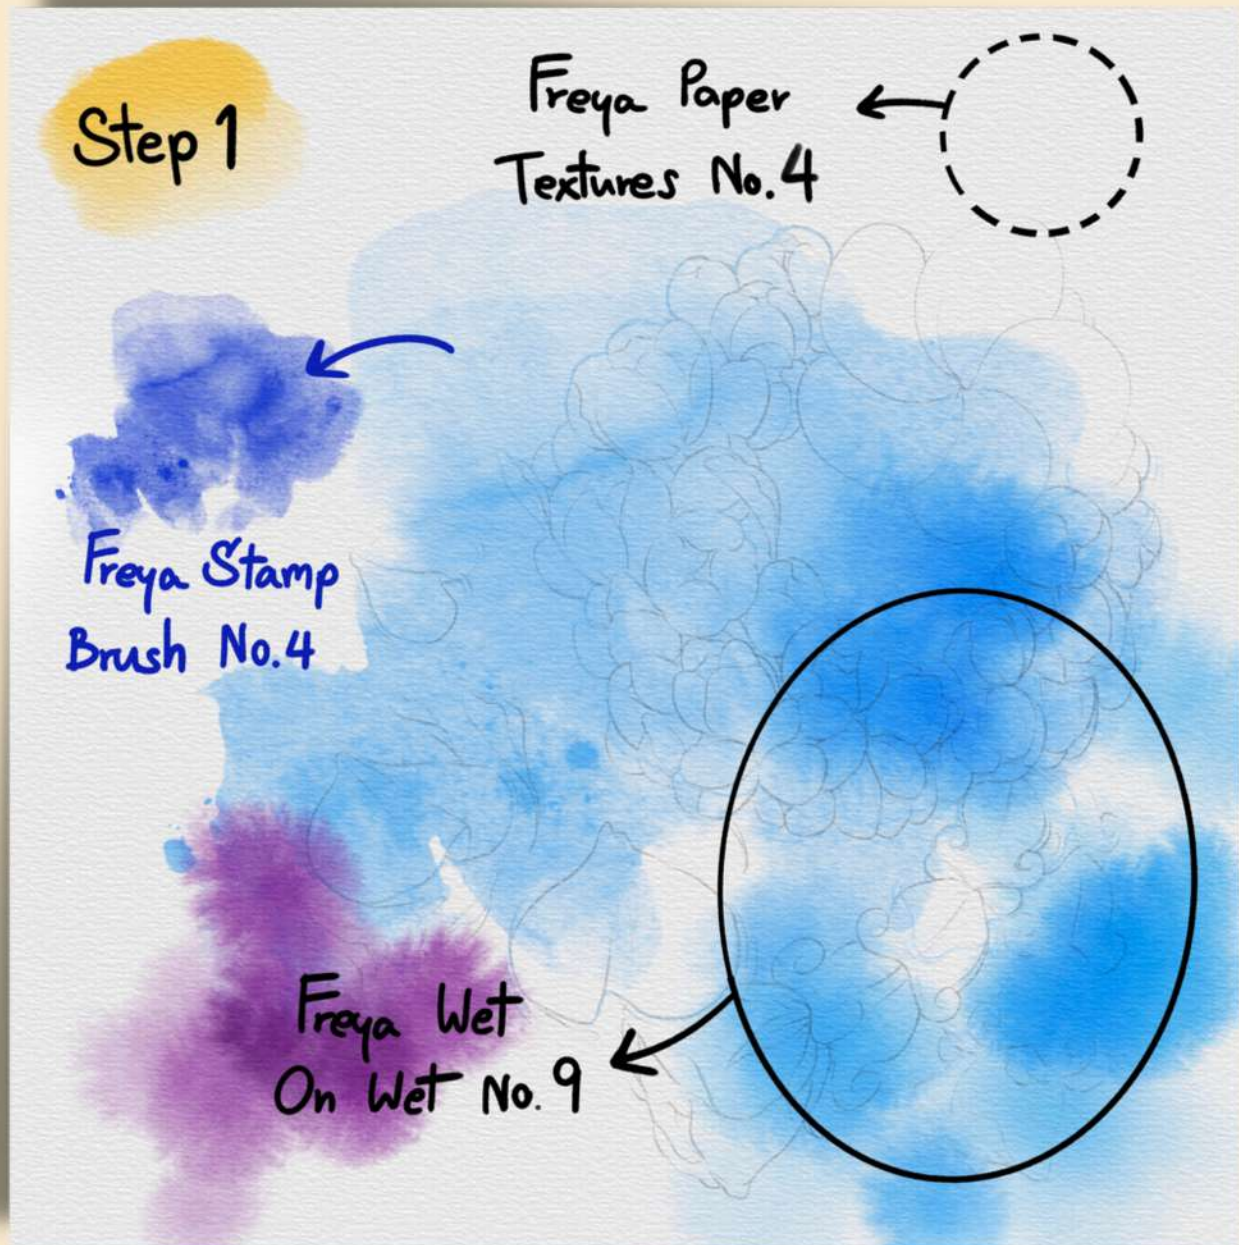 Step 1
Freya Paper
Textures No.4
Freya Stamp
Brush No.4
Freya Wet
On Wet No.9